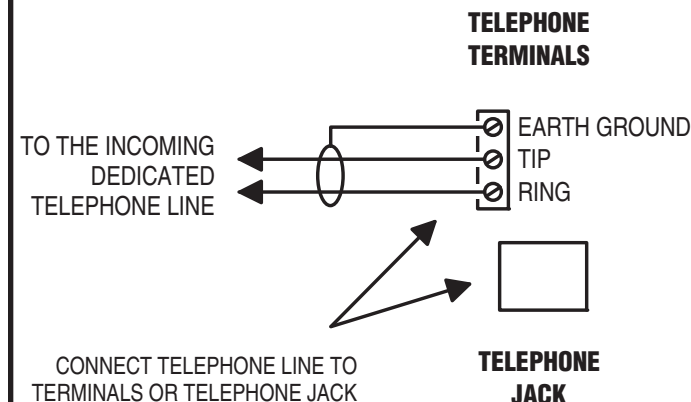 TELEPHONE
TERMINALS
EARTH GROUND
TO THE INCOMING
DEDICATED
TELEPHONE LINE
TIP
RING
CONNECT TELEPHONE LINE TO
TERMINALS OR TELEPHONE JACK
TELEPHONE
JACK